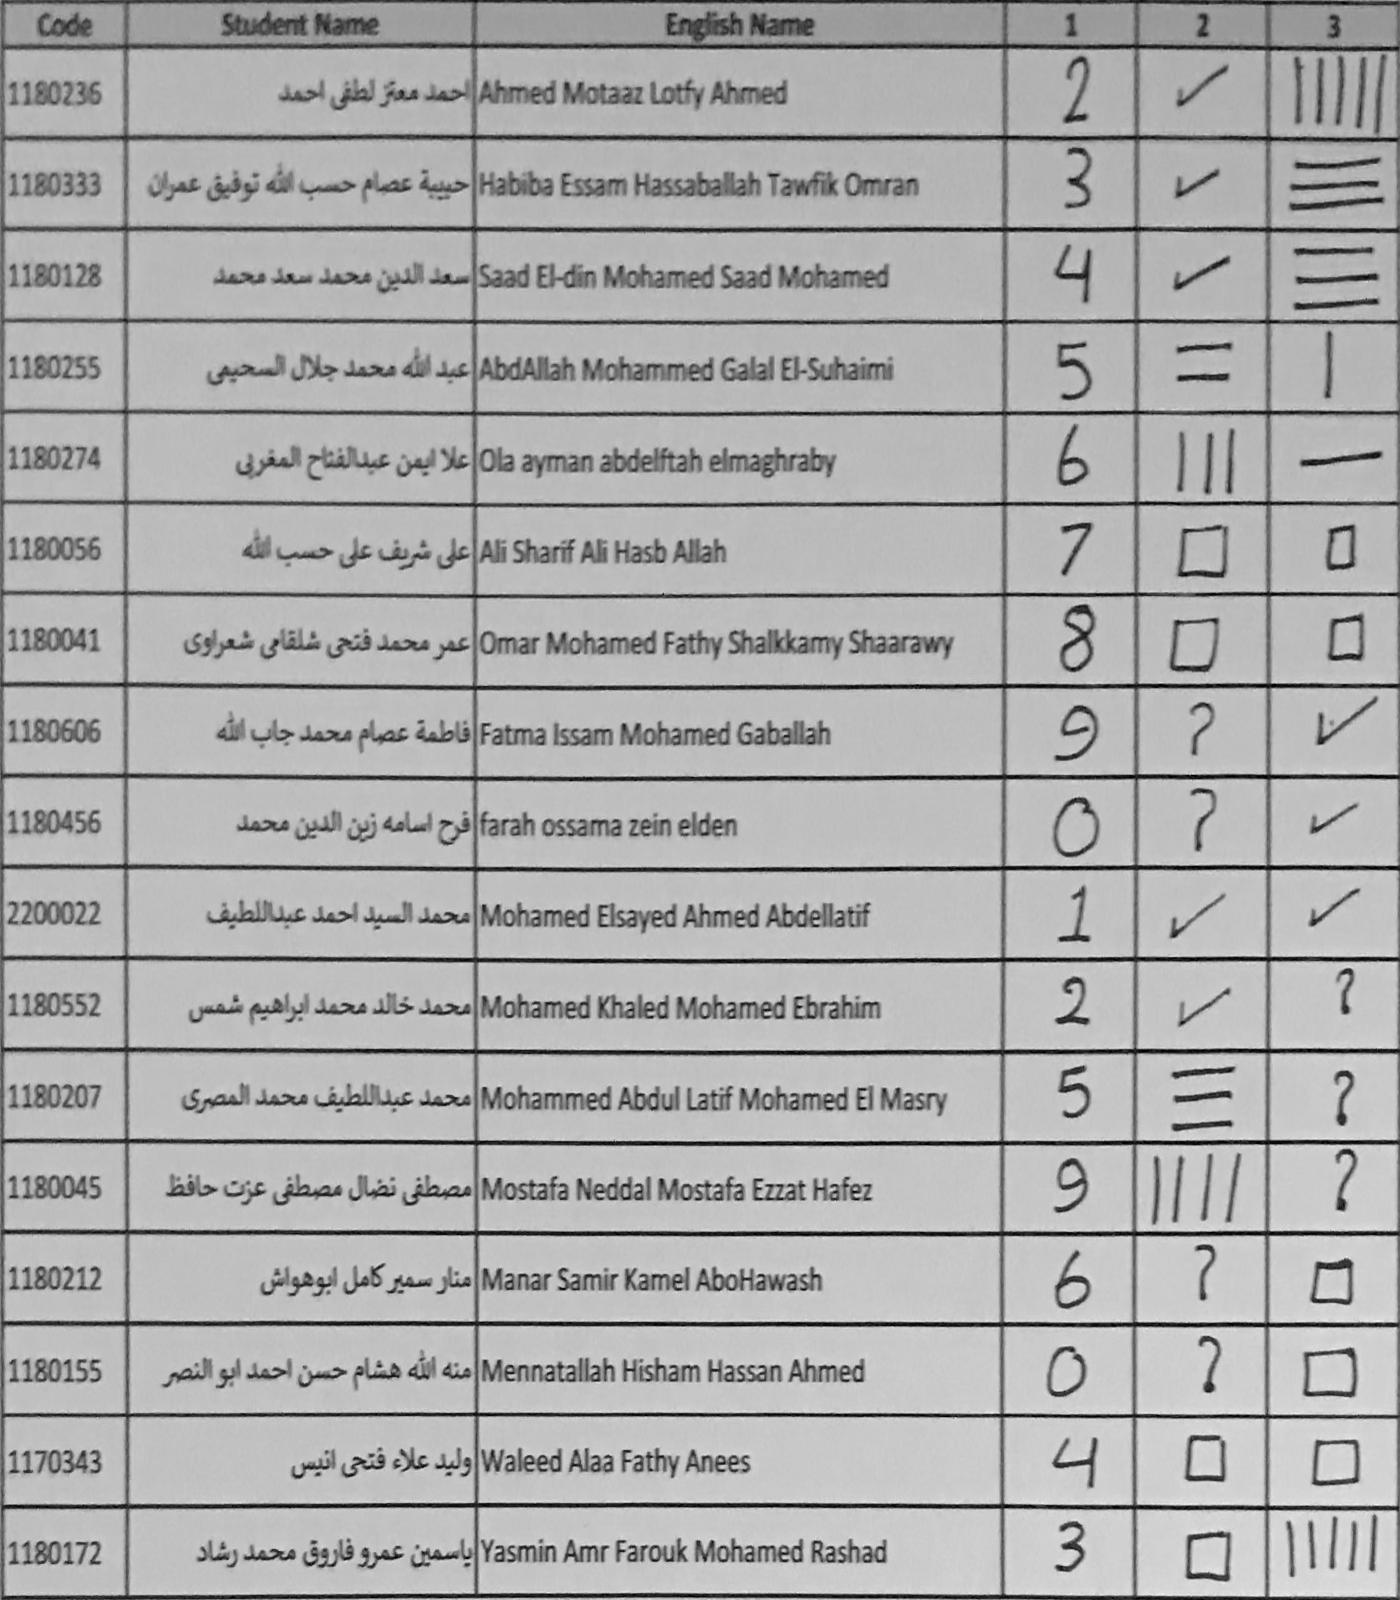 Code Student Name English Name 1 2 3
1180236 احمد معتز لطفى احمد Ahmed Motaaz Lotfy Ahmed 2 ✓ |||||
1180333 حبيبة عصام حسب الله توفيق عمران Habiba Essam Hassaballah Tawfik Omran 3 ✓ ☰
1180128 سعد الدين محمد سعد محمد Saad El-din Mohamed Saad Mohamed 4 ✓ ☰
1180255 عبد الله محمد جلال السحيمى AbdAllah Mohammed Galal El-Suhaimi 5 = |
1180274 علا ايمن عبدالفتاح المغربى Ola ayman abdelftah elmaghraby 6 ||| —
1180056 على شريف على حسب الله Ali Sharif Ali Hasb Allah 7 □ □
1180041 عمر محمد فتحى شلقامى شعراوى Omar Mohamed Fathy Shalkkamy Shaarawy 8 □ □
1180606 فاطمة عصام محمد جاب الله Fatma Issam Mohamed Gaballah 9 ? ✓
1180456 فرح اسامه زين الدين محمد farah ossama zein elden 0 ? ✓
2200022 محمد السيد احمد عبداللطيف Mohamed Elsayed Ahmed Abdellatif 1 ✓ ✓
1180552 محمد خالد محمد ابراهيم شمس Mohamed Khaled Mohamed Ebrahim 2 ✓ ?
1180207 محمد عبداللطيف محمد المصرى Mohammed Abdul Latif Mohamed El Masry 5 ☰ ?
1180045 مصطفى نضال مصطفى عزت حافظ Mostafa Neddal Mostafa Ezzat Hafez 9 |||| ?
1180212 منار سمير كامل ابوهواش Manar Samir Kamel AboHawash 6 ? □
1180155 منه الله هشام حسن احمد ابو النصر Mennatallah Hisham Hassan Ahmed 0 ? □
1170343 وليد علاء فتحى انيس Waleed Alaa Fathy Anees 4 □ □
1180172 ياسمين عمرو فاروق محمد رشاد Yasmin Amr Farouk Mohamed Rashad 3 □ |||||